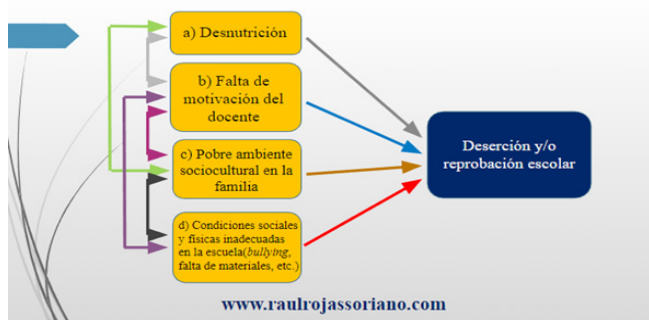 a) Desnutrición
b) Falta de
motivación del
docente
c) Pobre ambiente
sociocultural en la
familia
d) Condiciones sociales
y físicas inadecuadas
en la escuela(bullying,
falta de materiales, etc.)
Deserción y/o
reprobación escolar
www.raulrojassoriano.com